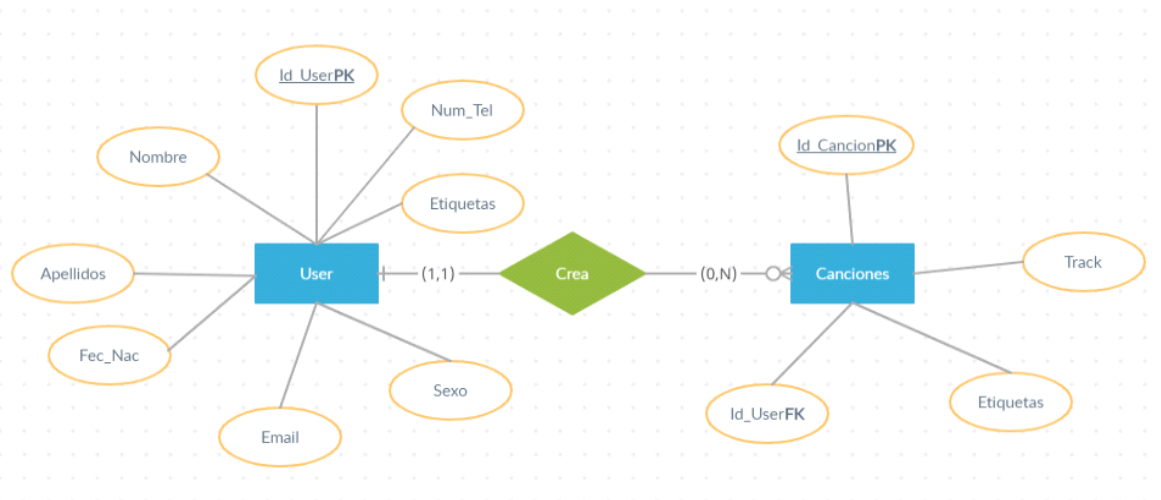 Id_UserPK
Num_Tel
Nombre
Id_CancionPK
Etiquetas
Apellidos
User
(1,1)
Crea
(0,N)
Canciones
Track
Fec_Nac
Sexo
Email
Id_UserFK
Etiquetas